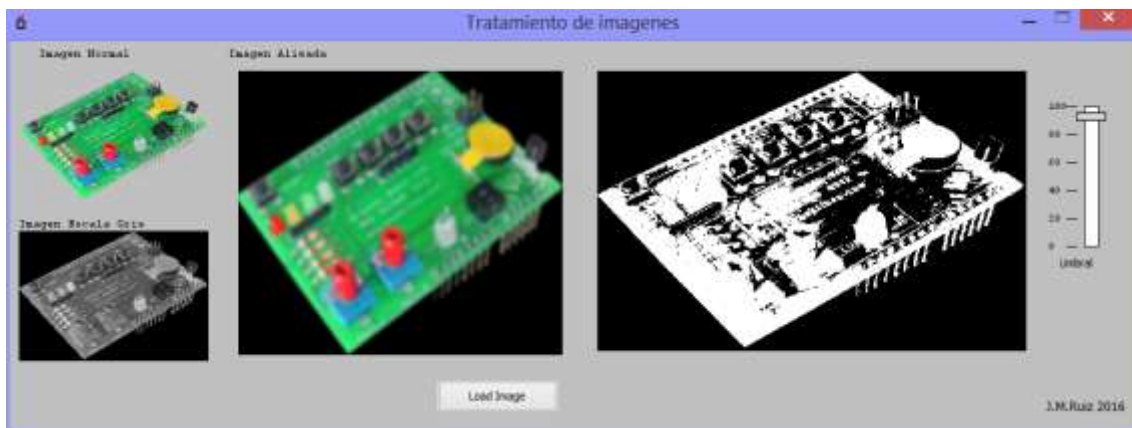 Tratamiento de imagenes
Imagen Normal
Imagen Alisada
100
80
60
40
20
0
Umbral
Imagen Escala Gris
Load Image
J.M.Ruiz 2016